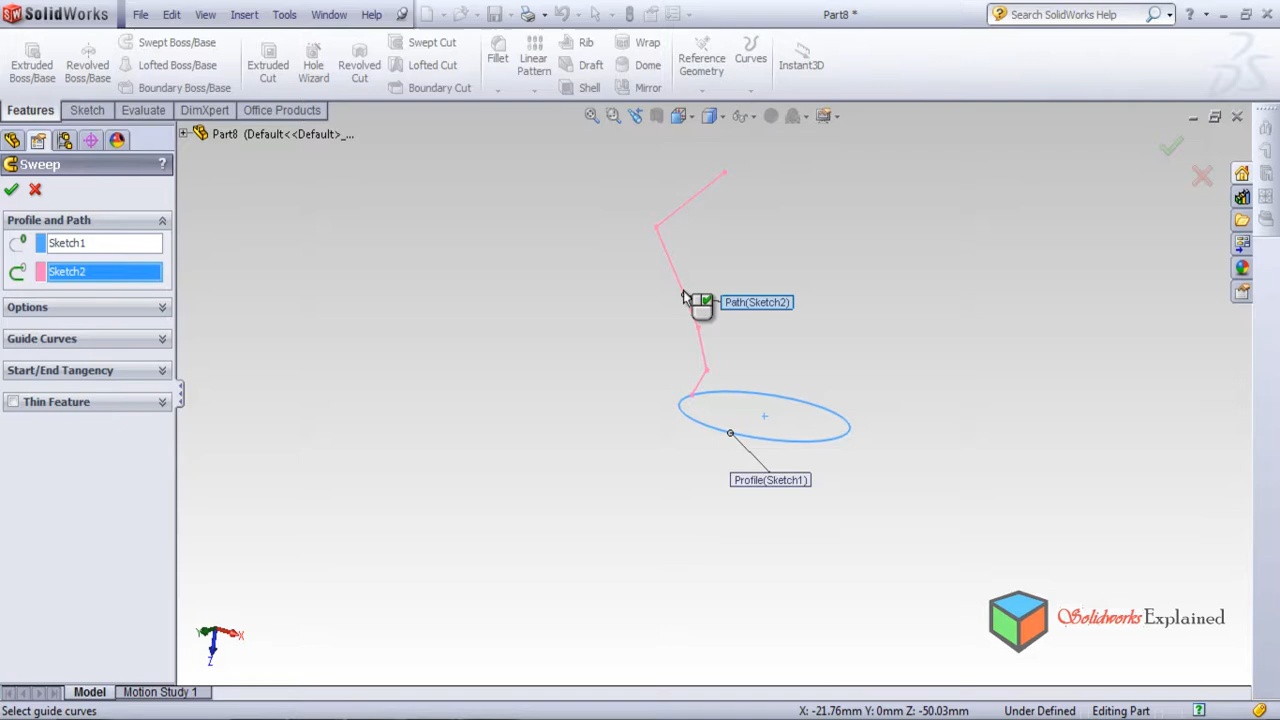 SolidWorks File Edit View Insert Tools Window Help Part8 * Search SolidWorks Help
Extruded Boss/Base
Revolved Boss/Base
Swept Boss/Base
Lofted Boss/Base
Boundary Boss/Base
Extruded Cut
Hole Wizard
Revolved Cut
Swept Cut
Lofted Cut
Boundary Cut
Fillet
Linear Pattern
Rib
Draft
Shell
Wrap
Dome
Mirror
Reference Geometry
Curves
Instant3D
Features Sketch Evaluate DimXpert Office Products
Part8 (Default<<Default>_...
Sweep ?
Profile and Path
Sketch1
Sketch2
Options
Guide Curves
Start/End Tangency
Thin Feature
Path(Sketch2)
Profile(Sketch1)
Y X
Z
Solidworks Explained
Model Motion Study 1
Select guide curves X: -21.76mm Y: 0mm Z: -50.03mm Under Defined Editing Part ?